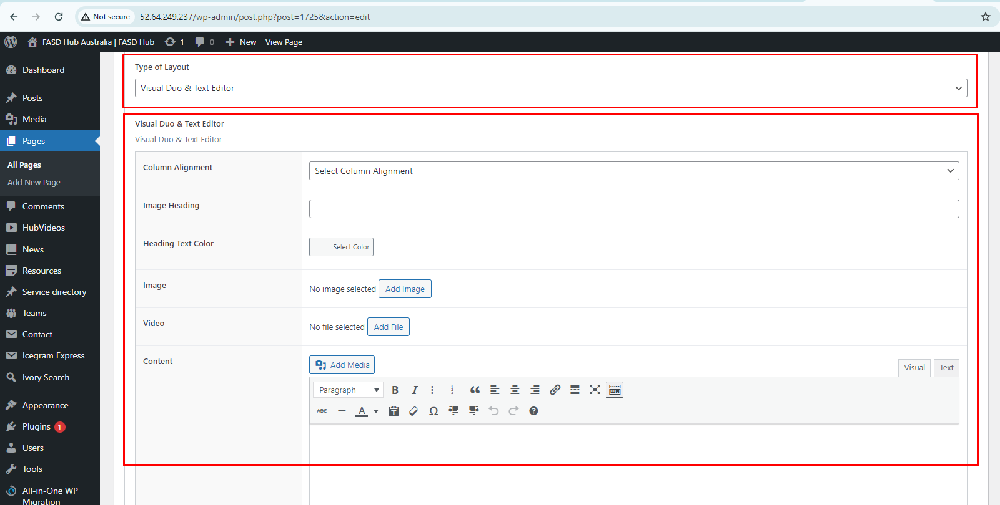 Not secure 52.64.249.237/wp-admin/post.php?post=1725&action=edit
FASD Hub Australia | FASD Hub 1 0 New View Page
Dashboard
Posts
Media
Pages
All Pages
Add New Page
Comments
HubVideos
News
Resources
Service directory
Teams
Contact
Icegram Express
Ivory Search
Appearance
Plugins 1
Users
Tools
All-in-One WP
Migration
Type of Layout
Visual Duo & Text Editor
Visual Duo & Text Editor
Visual Duo & Text Editor
Column Alignment
Select Column Alignment
Image Heading
Heading Text Color
Select Color
Image
No image selected Add Image
Video
No file selected Add File
Content
Add Media
Visual Text
Paragraph B I
ABC A Ω